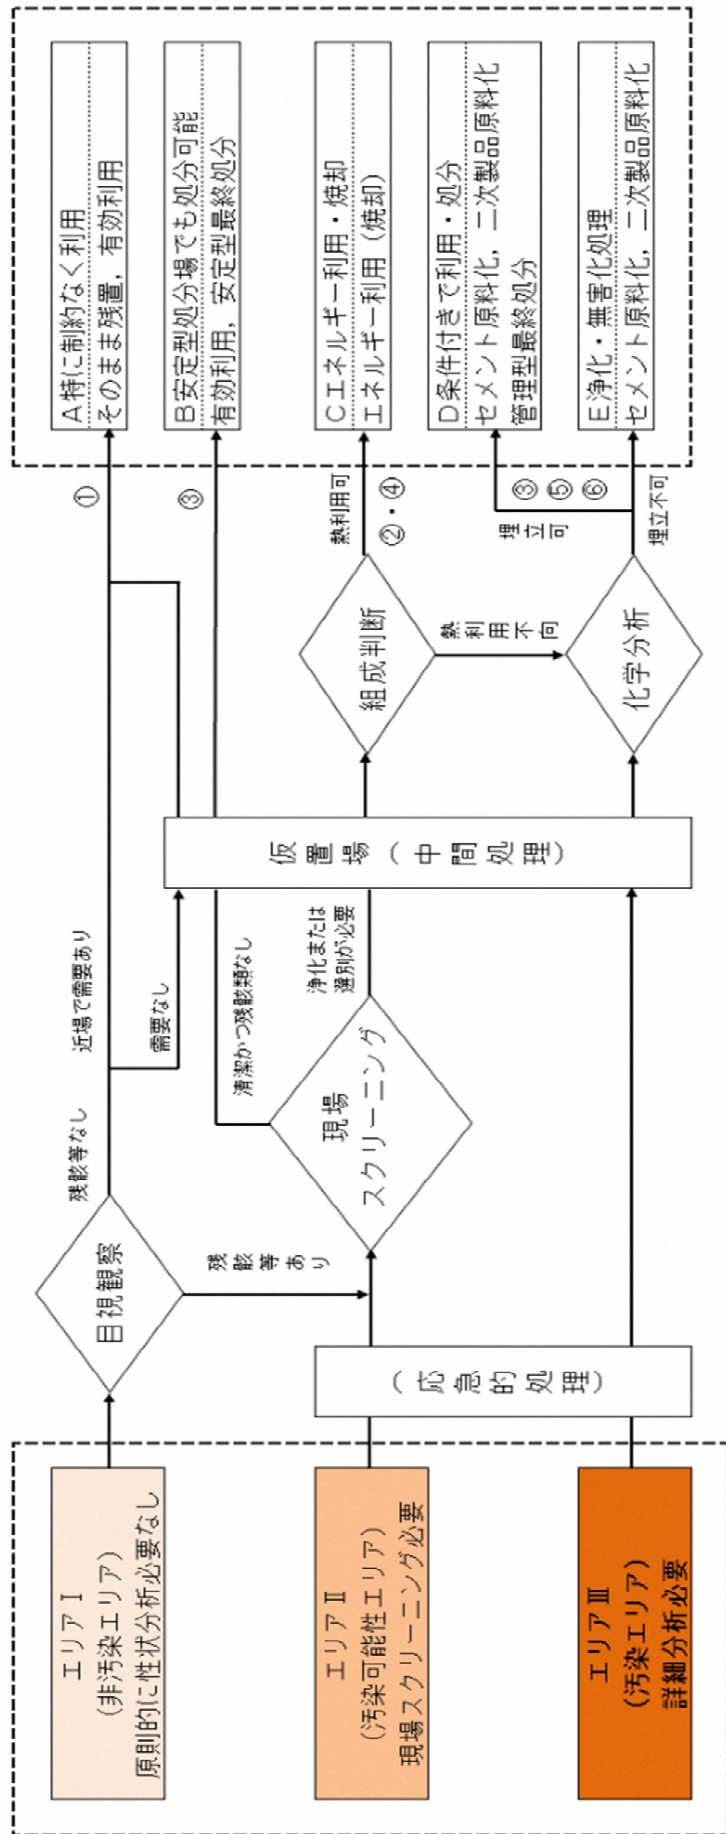 エリアⅠ
(非汚染エリア)
原則的に性状分析必要なし
エリアⅡ
(汚染可能性エリア)
現場スクリーニング必要
エリアⅢ
(汚染エリア)
詳細分析必要
(応急的処理)
目視観察
残骸等なし
残骸等あり
近場で需要あり
需要なし
現場
スクリーニング
清潔かつ残骸類なし
浄化または
選別が必要
仮置場(中間処理)
組成判断
熱利用可
②・④
熱利用不可
化学分析
埋立可
③
⑤
⑥
埋立不可
①
③
A特に制約なく利用
そのまま残置，有効利用
B安定型処分場でも処分可能
有効利用，安定型最終処分
Cエネルギー利用・焼却
エネルギー利用(焼却)
D条件付きで利用・処分
セメント原料化，二次製品原料化
管理型最終処分
E浄化・無害化処理
セメント原料化，二次製品原料化